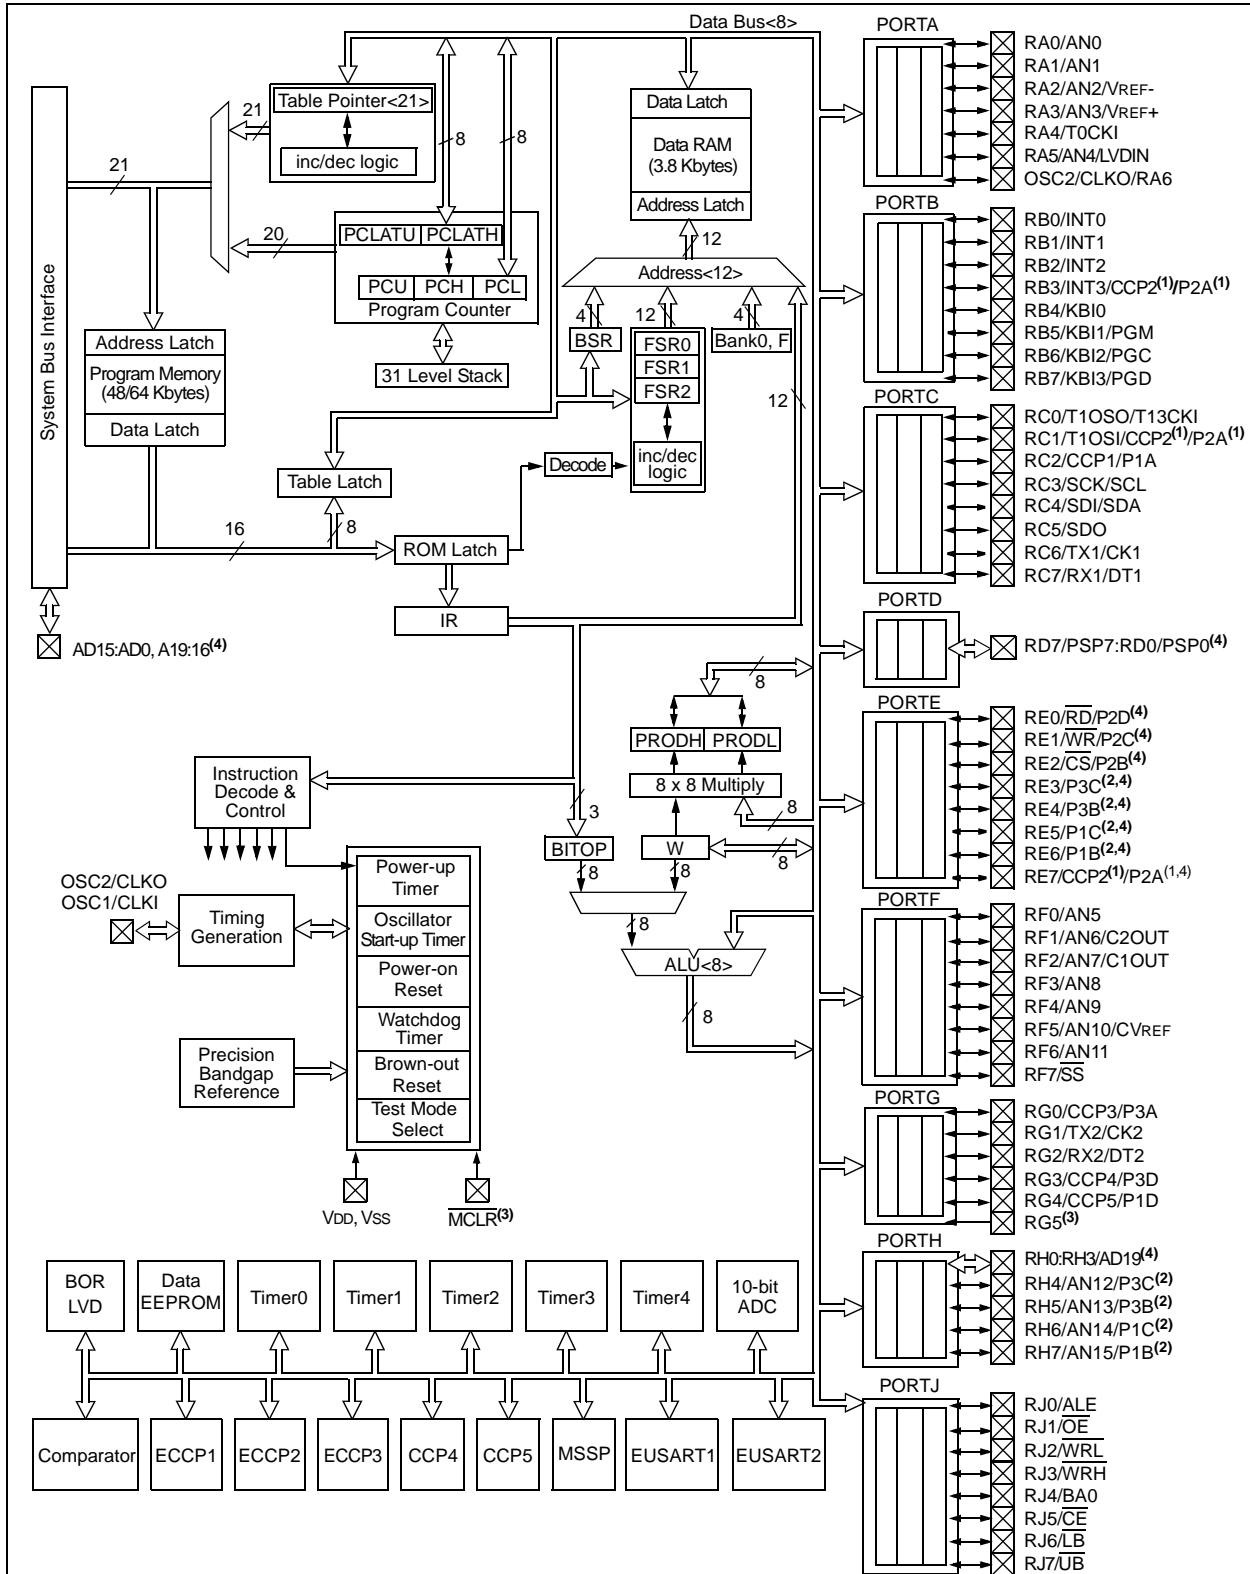 Data Bus<8>
PORTA
RA0/AN0
RA1/AN1
RA2/AN2/VREF-
RA3/AN3/VREF+
RA4/T0CKI
RA5/AN4/LVDIN
OSC2/CLKO/RA6
PORTB
RB0/INT0
RB1/INT1
RB2/INT2
RB3/INT3/CCP2(1)/P2A(1)
RB4/KBI0
RB5/KBI1/PGM
RB6/KBI2/PGC
RB7/KBI3/PGD
PORTC
RC0/T1OSO/T13CKI
RC1/T1OSI/CCP2(1)/P2A(1)
RC2/CCP1/P1A
RC3/SCK/SCL
RC4/SDI/SDA
RC5/SDO
RC6/TX1/CK1
RC7/RX1/DT1
PORTD
RD7/PSP7:RD0/PSP0(4)
PORTE
RE0/RD/P2D(4)
RE1/WR/P2C(4)
RE2/CS/P2B(4)
RE3/P3C(2,4)
RE4/P3B(2,4)
RE5/P1C(2,4)
RE6/P1B(2,4)
RE7/CCP2(1)/P2A(1,4)
PORTF
RF0/AN5
RF1/AN6/C2OUT
RF2/AN7/C1OUT
RF3/AN8
RF4/AN9
RF5/AN10/CVREF
RF6/AN11
RF7/SS
PORTG
RG0/CCP3/P3A
RG1/TX2/CK2
RG2/RX2/DT2
RG3/CCP4/P3D
RG4/CCP5/P1D
RG5(3)
PORTH
RH0:RH3/AD19(4)
RH4/AN12/P3C(2)
RH5/AN13/P3B(2)
RH6/AN14/P1C(2)
RH7/AN15/P1B(2)
PORTJ
RJ0/ALE
RJ1/OE
RJ2/WRL
RJ3/WRH
RJ4/BA0
RJ5/CE
RJ6/LB
RJ7/UB
System Bus Interface
21
21
Table Pointer<21>
inc/dec logic
8
8
20
PCLATU PCLATH
PCU PCH PCL
Program Counter
31 Level Stack
Address Latch
Program Memory
(48/64 Kbytes)
Data Latch
Data Latch
Data RAM
(3.8 Kbytes)
Address Latch
12
Address<12>
4
12
4
BSR
FSR0
FSR1
FSR2
inc/dec
logic
Bank0, F
12
Table Latch
Decode
16
8
ROM Latch
IR
AD15:AD0, A19:16(4)
8
PRODH PRODL
8 x 8 Multiply
8
3
BITOP
W
8
8
8
8
ALU<8>
8
Instruction
Decode &
Control
OSC2/CLKO
OSC1/CLKI
Timing
Generation
Power-up
Timer
Oscillator
Start-up Timer
Power-on
Reset
Watchdog
Timer
Brown-out
Reset
Test Mode
Select
Precision
Bandgap
Reference
VDD, VSS
MCLR(3)
BOR
LVD
Data
EEPROM
Timer0
Timer1
Timer2
Timer3
Timer4
10-bit
ADC
Comparator
ECCP1
ECCP2
ECCP3
CCP4
CCP5
MSSP
EUSART1
EUSART2